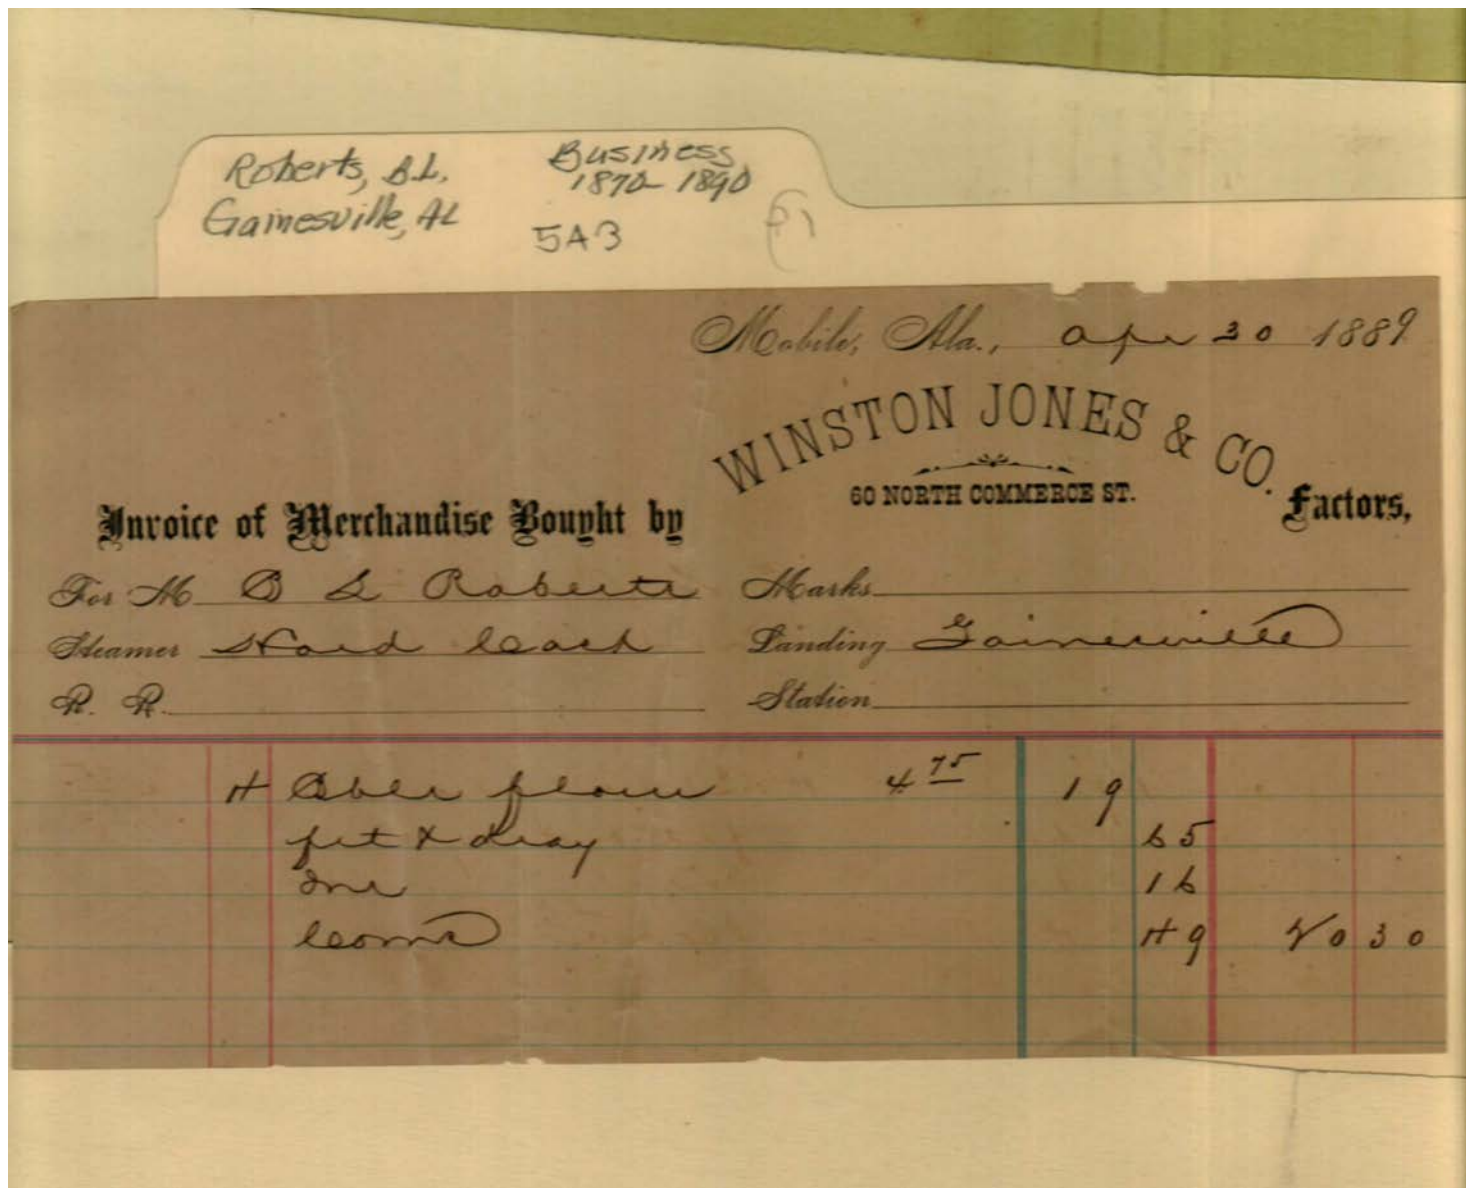 Roberts, B.L. Business
1870-1890
Gainesville, AL
5A3
Mobile, Ala., Apr 30 1889
WINSTON JONES & CO.
60 NORTH COMMERCE ST.
Invoice of Merchandise Bought by Factors,
For M B L Roberts Marks
Steamer Landing Gainesville
R. R. Station
4 Bbls flour 4 75 19
& dray 65
Ins 16
Coms 49 20 30